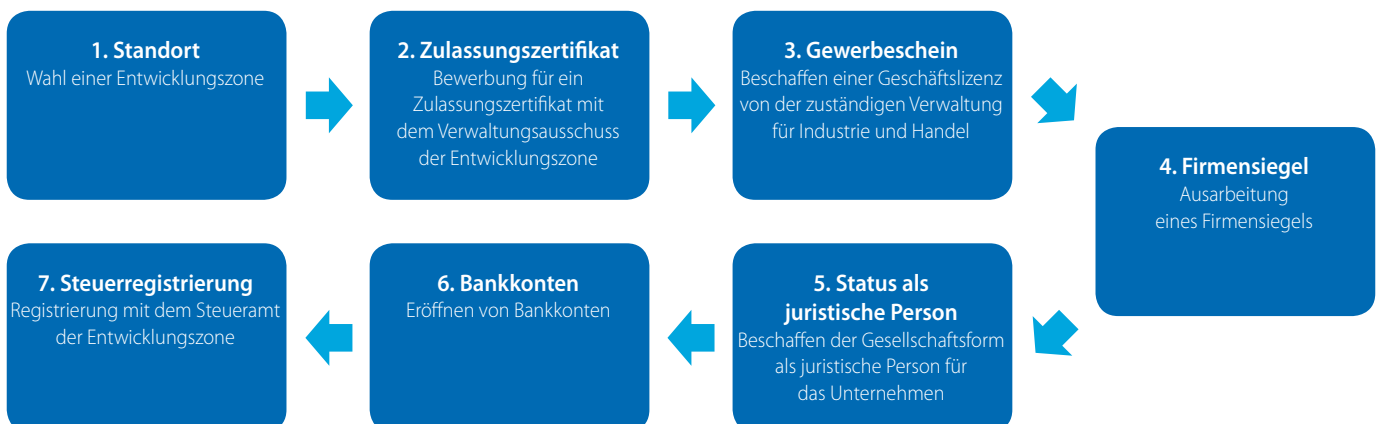 1. Standort
Wahl einer Entwicklungszone
2. Zulassungszertifikat
Bewerbung für ein
Zulassungszertifikat mit
dem Verwaltungsausschuss
der Entwicklungszone
3. Gewerbeschein
Beschaffen einer Geschäftslizenz
von der zuständigen Verwaltung
für Industrie und Handel
4. Firmensiegel
Ausarbeitung
eines Firmensiegels
5. Status als
juristische Person
Beschaffen der Gesellschaftsform
als juristische Person für
das Unternehmen
6. Bankkonten
Eröffnen von Bankkonten
7. Steuerregistrierung
Registrierung mit dem Steueramt
der Entwicklungszone